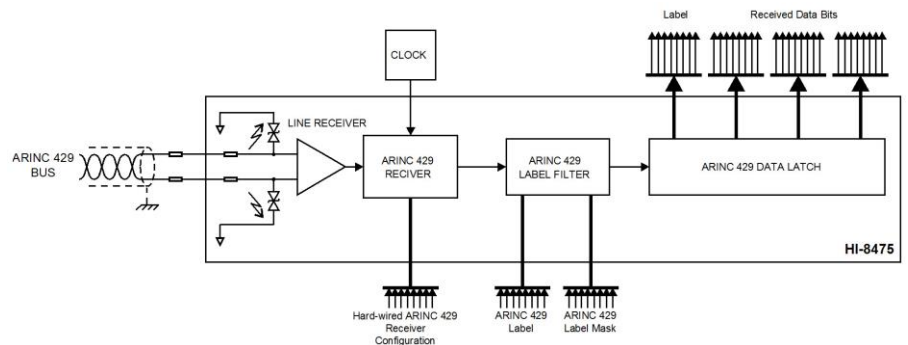 Label
Received Data Bits
CLOCK
LINE RECEIVER
ARINC 429
BUS
ARINC 429
RECIVER
ARINC 429
LABEL FILTER
ARINC 429 DATA LATCH
HI-8475
Hard-wired ARINC 429
Receiver
Configuration
ARINC 429
Label
ARINC 429
Label Mask